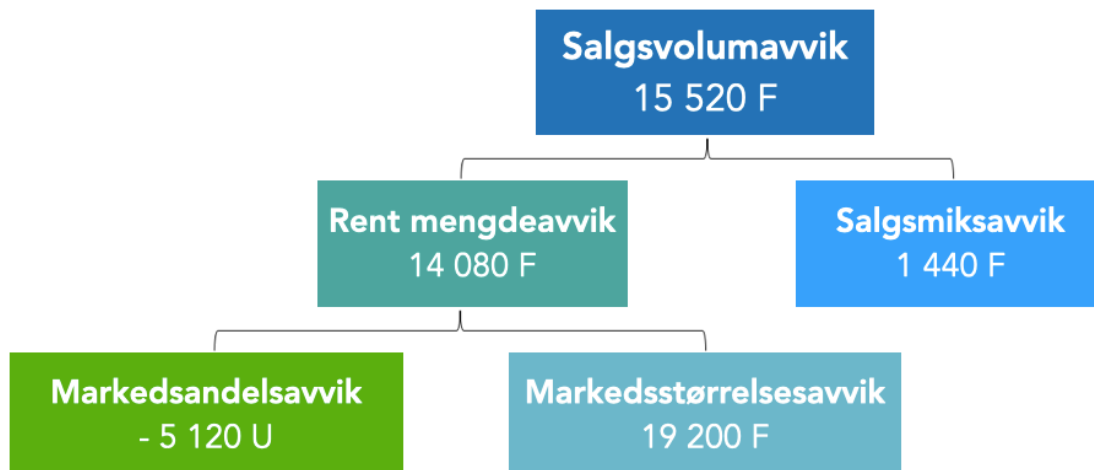 Salgsvolumavvik
15 520 F
Rent mengdeavvik
14 080 F
Salgsmiksavvik
1 440 F
Markedsandelsavvik
- 5 120 U
Markedsstørrelsesavvik
19 200 F